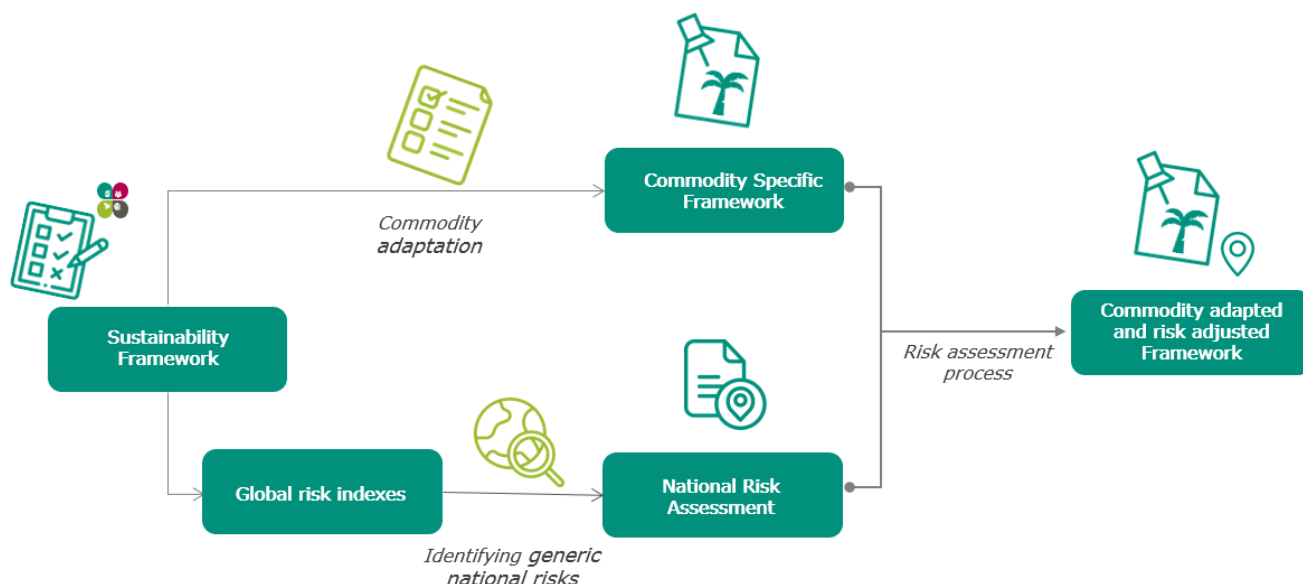 Commodity Specific
Framework
Commodity
adaptation
Sustainability
Framework
Commodity adapted
and risk adjusted
Framework
Risk assessment
process
Global risk indexes
National Risk
Assessment
Identifying generic
national risks